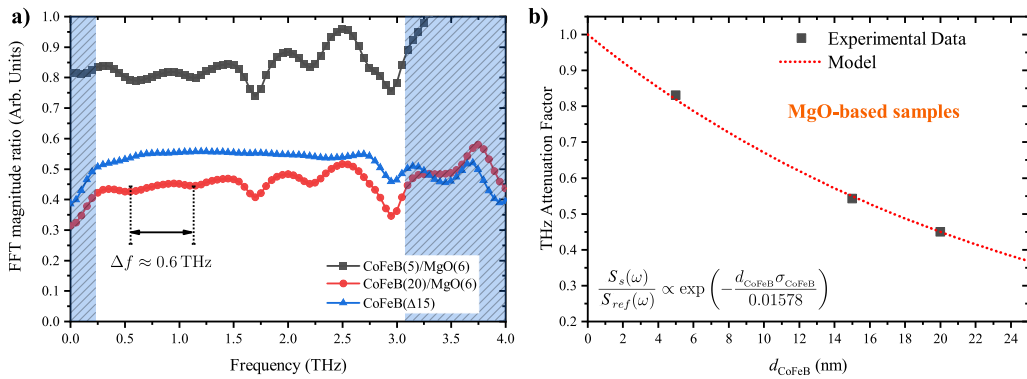 a)
FFT magnitude ratio (Arb. Units)
1.0
0.9
0.8
0.7
0.6
0.5
0.4
0.3
0.2
0.1
0.0
Δf ≈ 0.6 THz
CoFeB(5)/MgO(6)
CoFeB(20)/MgO(6)
CoFeB(Δ15)
0.0 0.5 1.0 1.5 2.0 2.5 3.0 3.5 4.0
Frequency (THz)
b)
THz Attenuation Factor
1.1
1.0
0.9
0.8
0.7
0.6
0.5
0.4
0.3
0.2
Experimental Data
Model
MgO-based samples
S_s(ω)/S_ref(ω) ∝ exp(−d_CoFeB σ_CoFeB/0.01578)
0 2 4 6 8 10 12 14 16 18 20 22 24
d_CoFeB (nm)